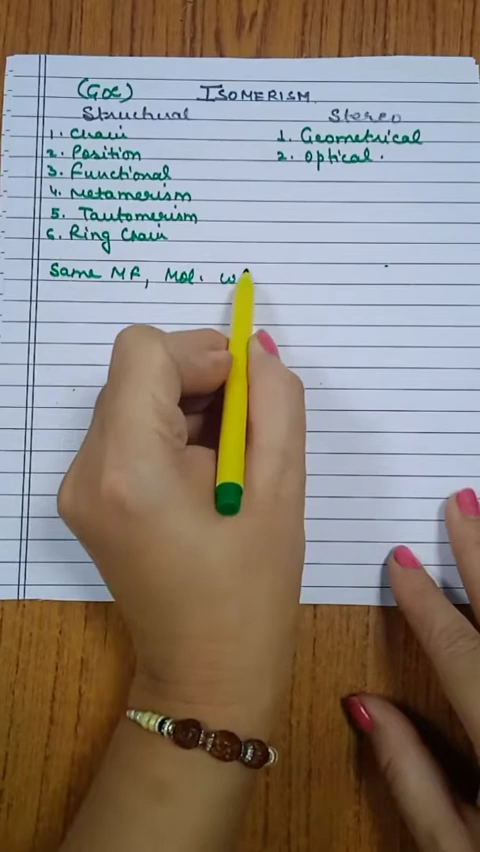 (GOC) ISOMERISM
Structural Stereo
1. Chain 1. Geometrical
2. Position 2. Optical.
3. Functional
4. Metamerism
5. Tautomerism
6. Ring Chain
Same MF, Mol. w